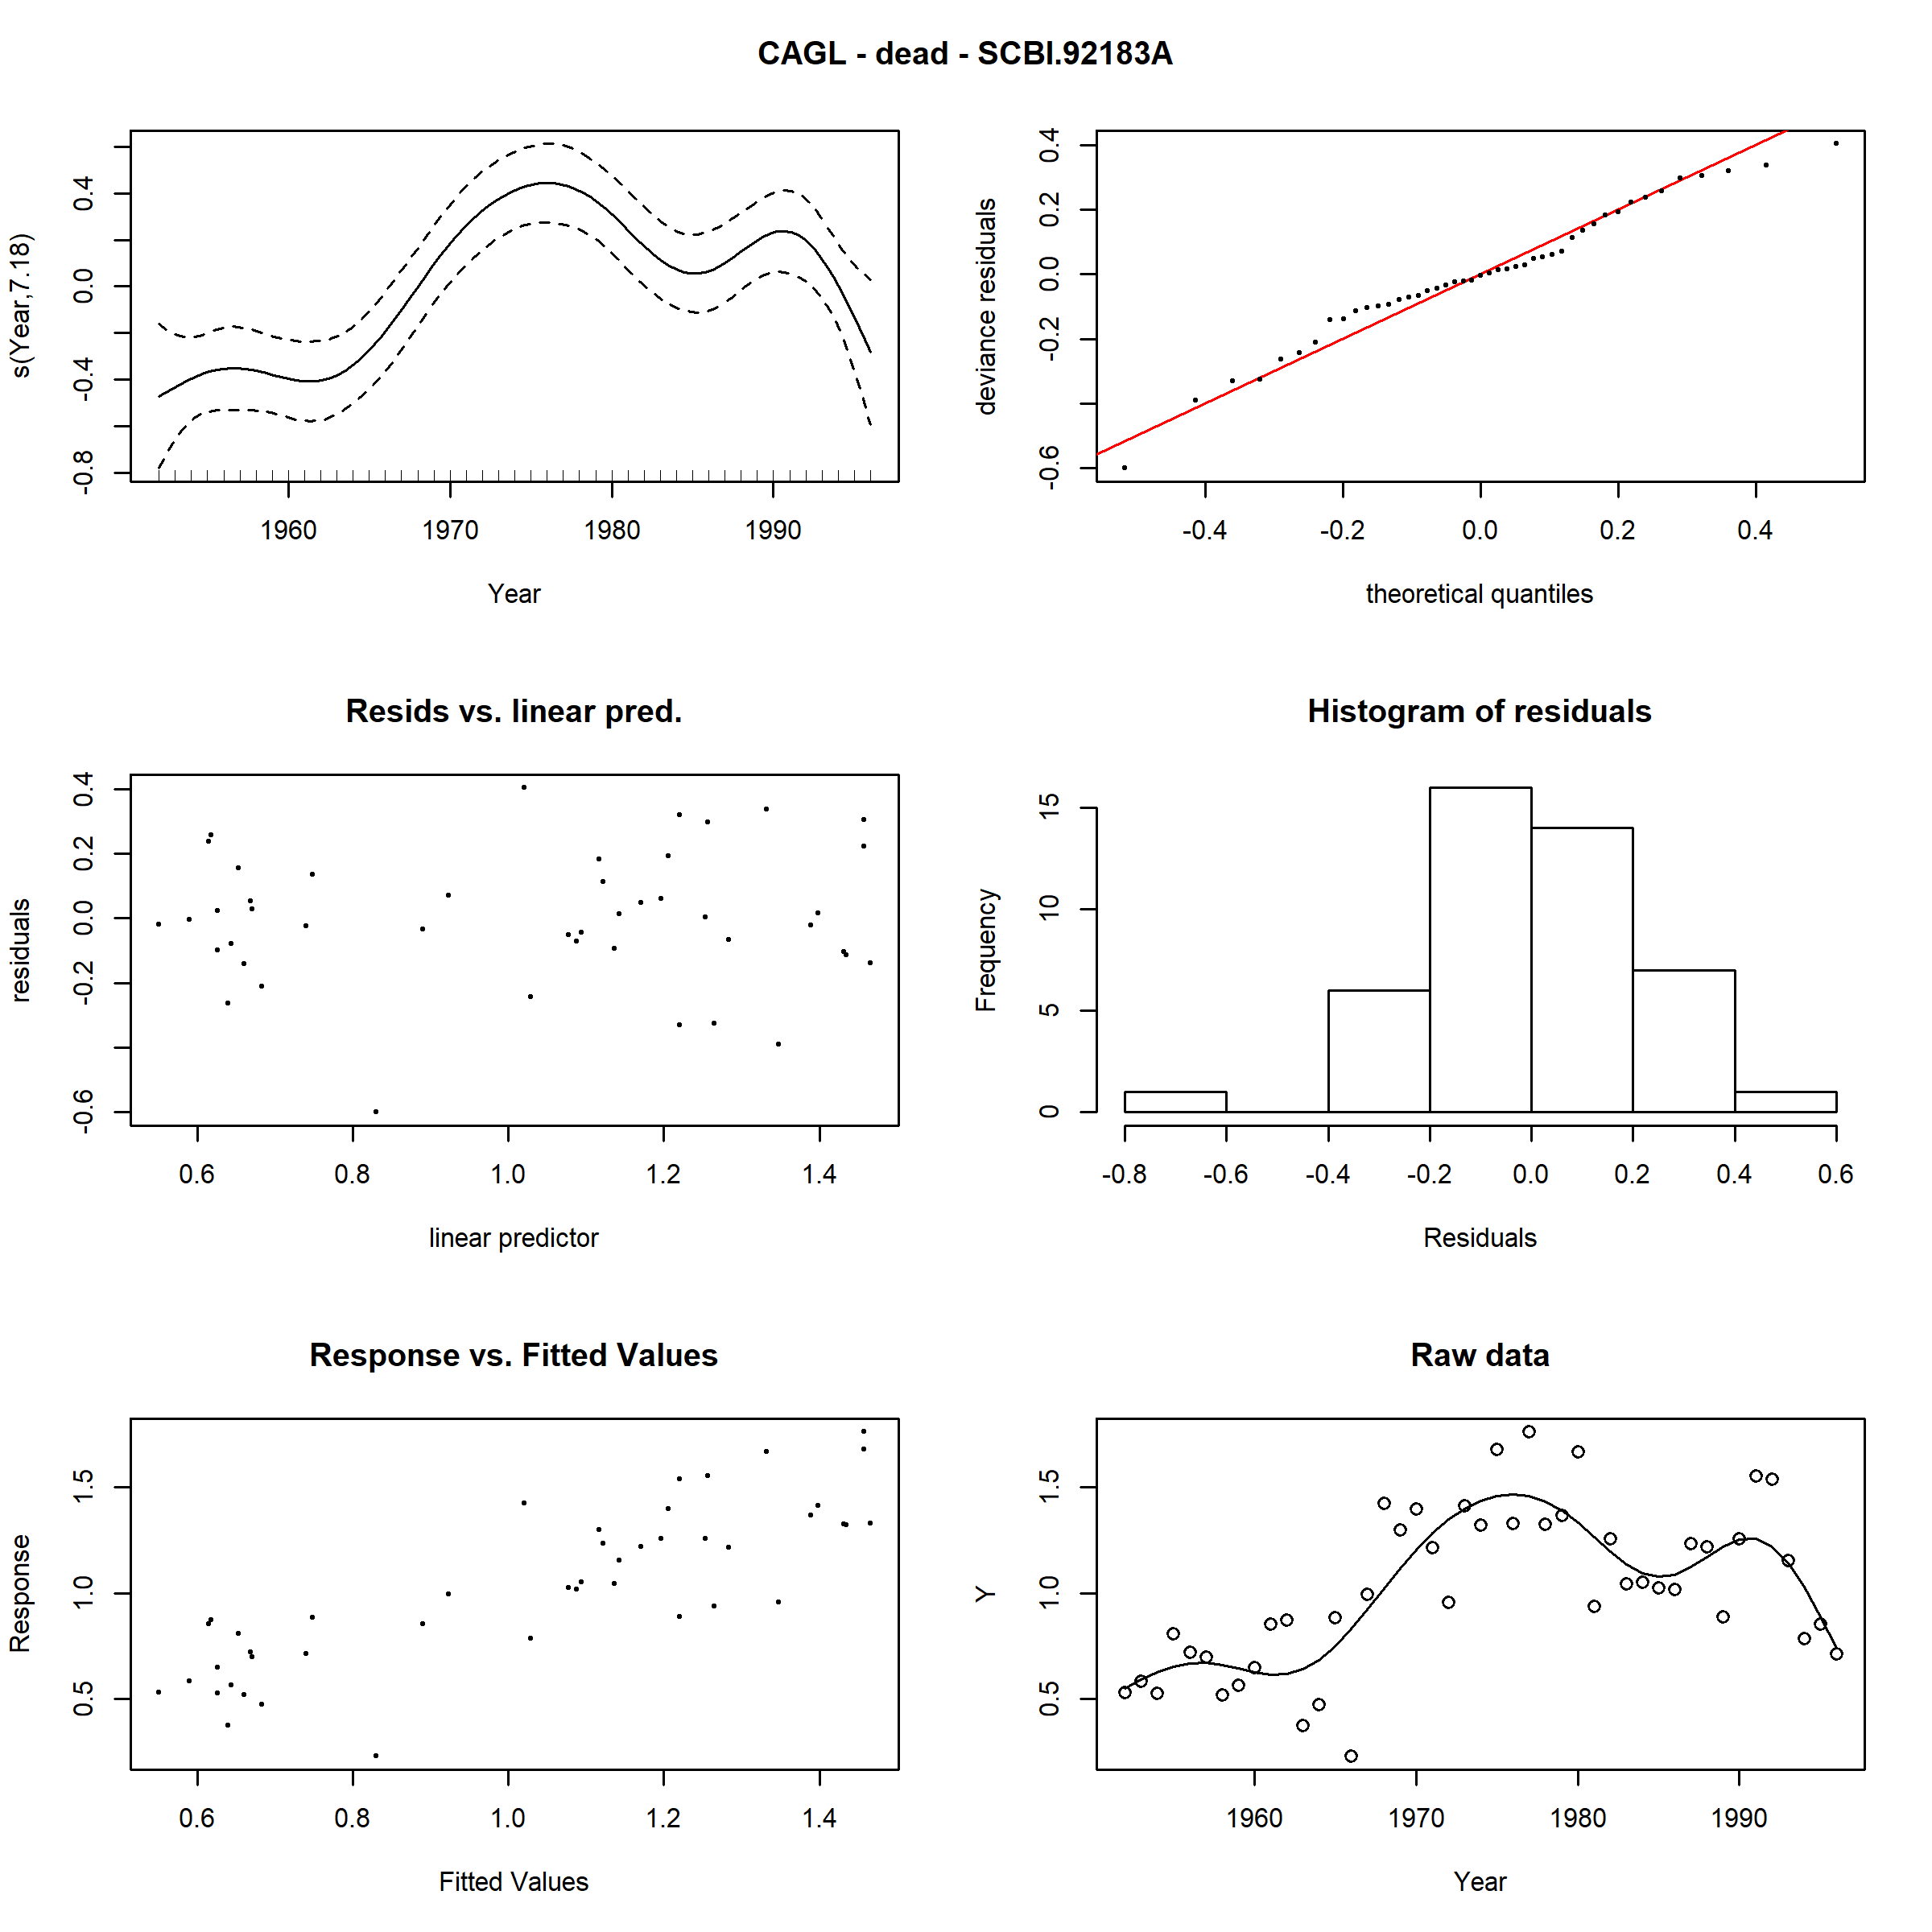 CAGL - dead - SCBI.92183A
s(Year,7.18)
-0.8 -0.4 0.0 0.4
1960 1970 1980 1990
Year
deviance residuals
-0.6 -0.2 0.0 0.2 0.4
-0.4 -0.2 0.0 0.2 0.4
theoretical quantiles
Resids vs. linear pred.
residuals
-0.6 -0.2 0.0 0.2 0.4
0.6 0.8 1.0 1.2 1.4
linear predictor
Histogram of residuals
Frequency
0 5 10 15
-0.8 -0.6 -0.4 -0.2 0.0 0.2 0.4 0.6
Residuals
Response vs. Fitted Values
Response
0.5 1.0 1.5
0.6 0.8 1.0 1.2 1.4
Fitted Values
Raw data
Y
0.5 1.0 1.5
1960 1970 1980 1990
Year